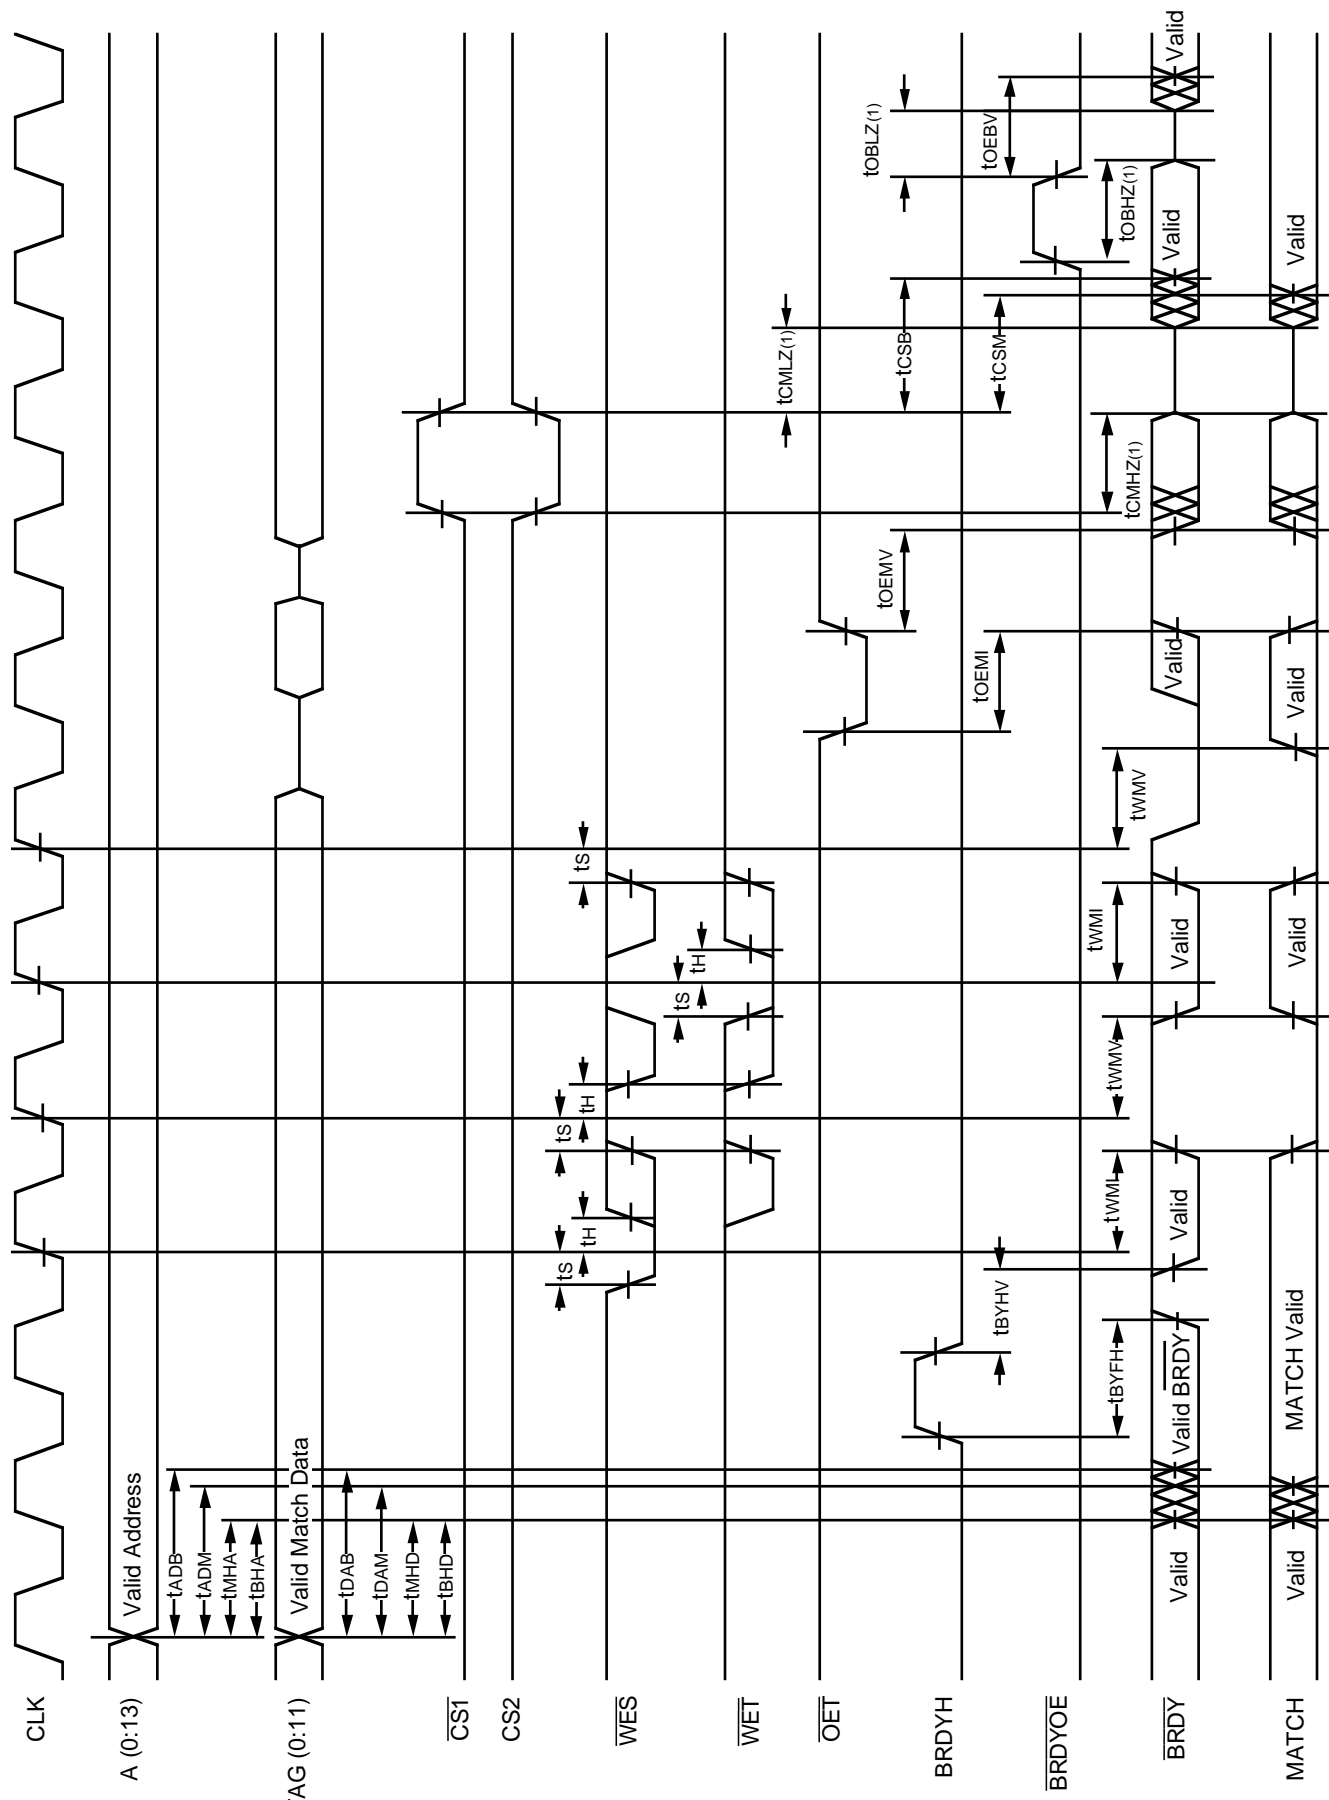 CLK
A (0:13)
Valid Address
tADB
tADM
tMHA
tBHA
TAG (0:11)
Valid Match Data
tDAB
tDAM
tMHD
tBHD
CS1
CS2
tS
tS
tH
tH
tS
WES
tS
tH
WET
tCMLZ(1)
OET
tOBLZ(1)
tOEMV
tCSB
BRDYH
tBYHV
tOEMI
tCSM
tOEBV
BRDYOE
tBYFH
tWMI
tWMV
tWMI
tWMV
tCMHZ(1)
tOBHZ(1)
BRDY
Valid
Valid BRDY
Valid
Valid
Valid
Valid
Valid
MATCH
Valid
MATCH Valid
Valid
Valid
Valid